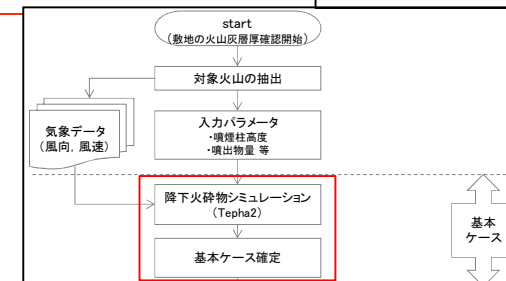 start
(敷地の火山灰層厚確認開始)
対象火山の抽出
気象データ
(風向，風速)
入力パラメータ
・噴煙柱高度
・噴出物量 等
降下火砕物シミュレーション
(Tepha2)
基本ケース確定
基本
ケース